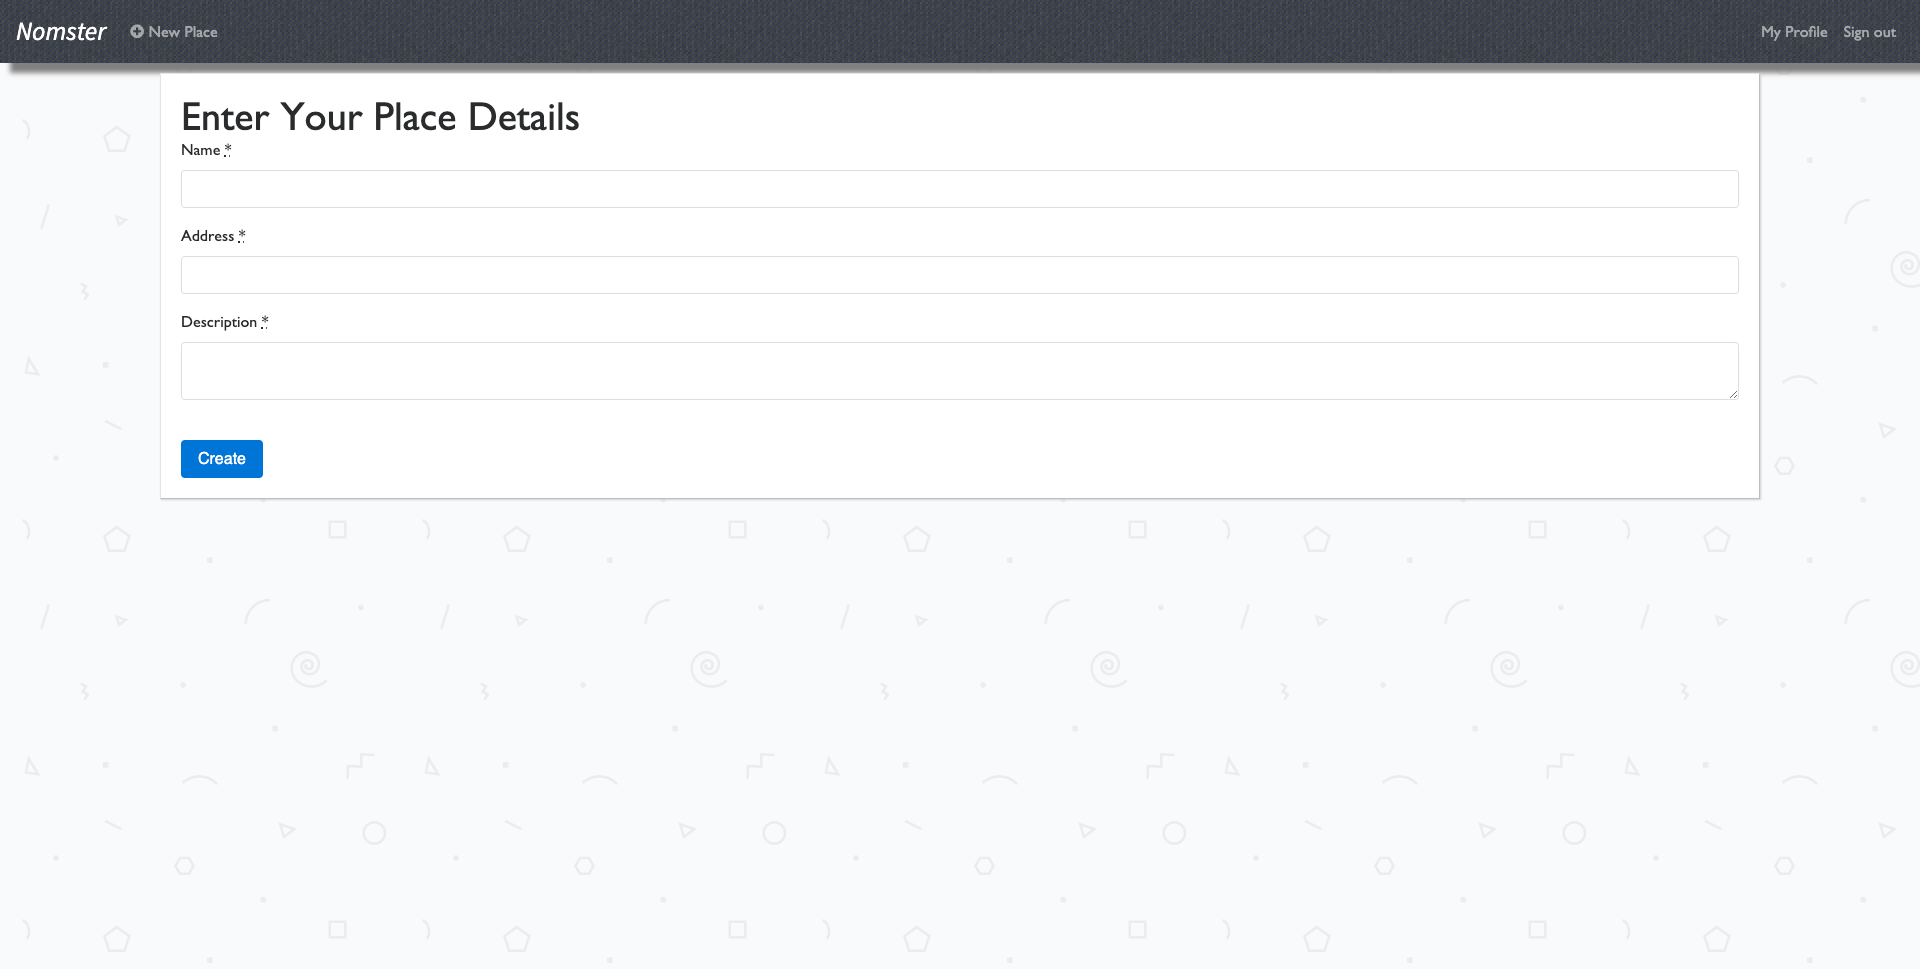 Nomster New Place My Profile Sign out
Enter Your Place Details
Name *
Address *
Description *
Create